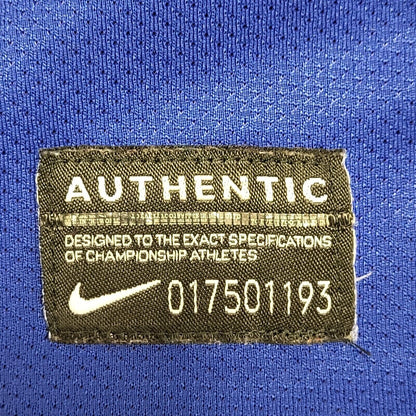 AUTHENTIC
DESIGNED TO THE EXACT SPECIFICATIONS
OF CHAMPIONSHIP ATHLETES
017501193